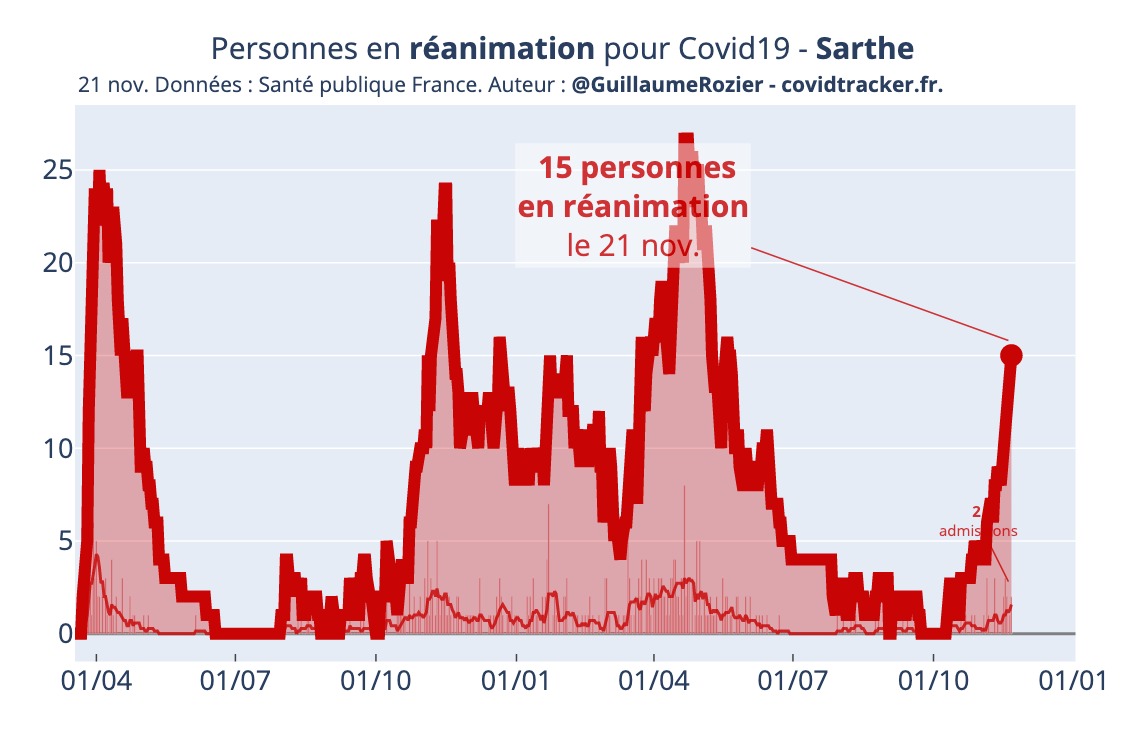 Personnes en réanimation pour Covid19 - Sarthe
21 nov. Données : Santé publique France. Auteur : @GuillaumeRozier - covidtracker.fr.
15 personnes
en réanimation
le 21 nov.
25
20
15
10
5
0
2
admissions
01/04
01/07
01/10
01/01
01/04
01/07
01/10
01/01